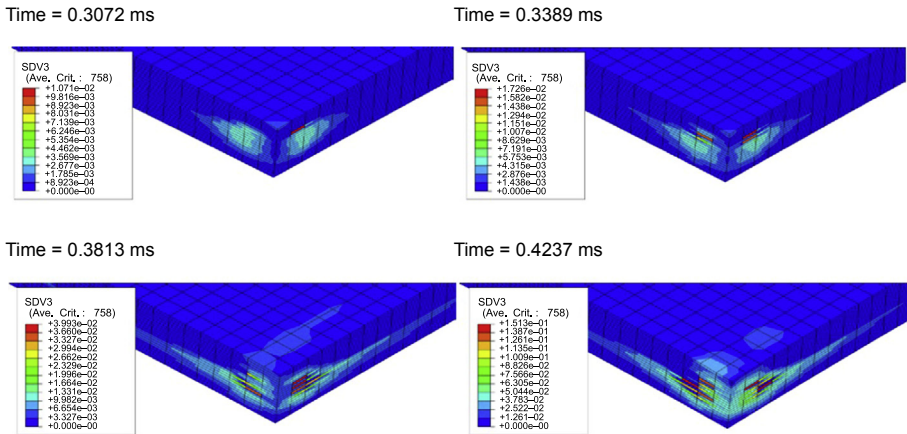 Time = 0.3072 ms
SDV3
(Ave. Crit.: 758)
+1.071e−02
+9.816e−03
+8.923e−03
+8.031e−03
+7.139e−03
+6.246e−03
+5.354e−03
+4.462e−03
+3.569e−03
+2.677e−03
+1.785e−03
+8.923e−04
+0.000e−00
Time = 0.3389 ms
SDV3
(Ave. Crit.: 758)
+1.726e−02
+1.582e−02
+1.438e−02
+1.294e−02
+1.151e−02
+1.007e−02
+8.629e−03
+7.191e−03
+5.753e−03
+4.315e−03
+2.876e−03
+1.438e−03
+0.000e−00
Time = 0.3813 ms
SDV3
(Ave. Crit.: 758)
+3.993e−02
+3.660e−02
+3.327e−02
+2.994e−02
+2.662e−02
+2.329e−02
+1.996e−02
+1.664e−02
+1.331e−02
+9.982e−03
+6.654e−03
+3.327e−03
+0.000e−00
Time = 0.4237 ms
SDV3
(Ave. Crit.: 758)
+1.513e−01
+1.387e−01
+1.261e−01
+1.135e−01
+1.009e−01
+8.826e−02
+7.566e−02
+6.305e−02
+5.044e−02
+3.783e−02
+2.522e−02
+1.261e−02
+0.000e−00